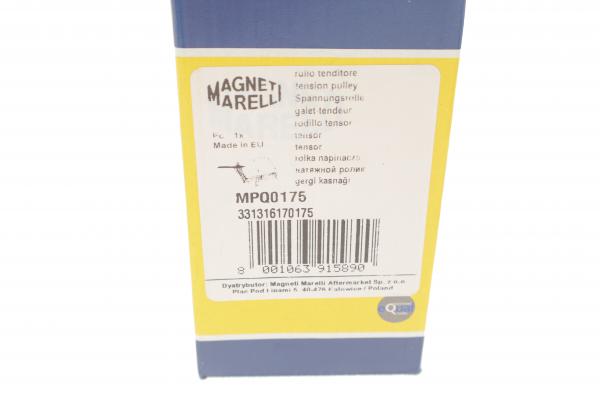 MAGNETI
MARELLI
rullo tenditore
tension pulley
Spannungsrolle
galet tendeur
rodillo tensor
tensor
tensor
rolka napinacza
натяжной ролик
gergi kasnağı
1x
Made in EU
MPQ0175
331316170175
8 001063 915890
Dystrybutor: Magneti Marelli Aftermarket Sp. z o.o.
Plac Pod Lipami 5, 40-476 Katowice / Poland